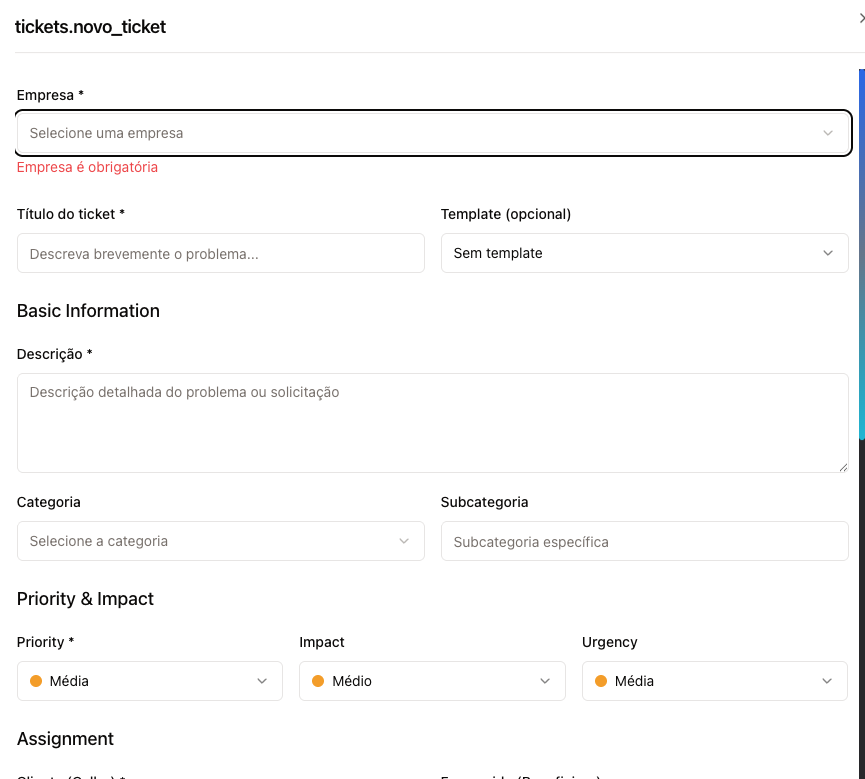 tickets.novo_ticket
Empresa *
Selecione uma empresa
Empresa é obrigatória
Título do ticket *
Template (opcional)
Descreva brevemente o problema...
Sem template
Basic Information
Descrição *
Descrição detalhada do problema ou solicitação
Categoria
Subcategoria
Selecione a categoria
Subcategoria específica
Priority & Impact
Priority *
Impact
Urgency
Média
Médio
Média
Assignment